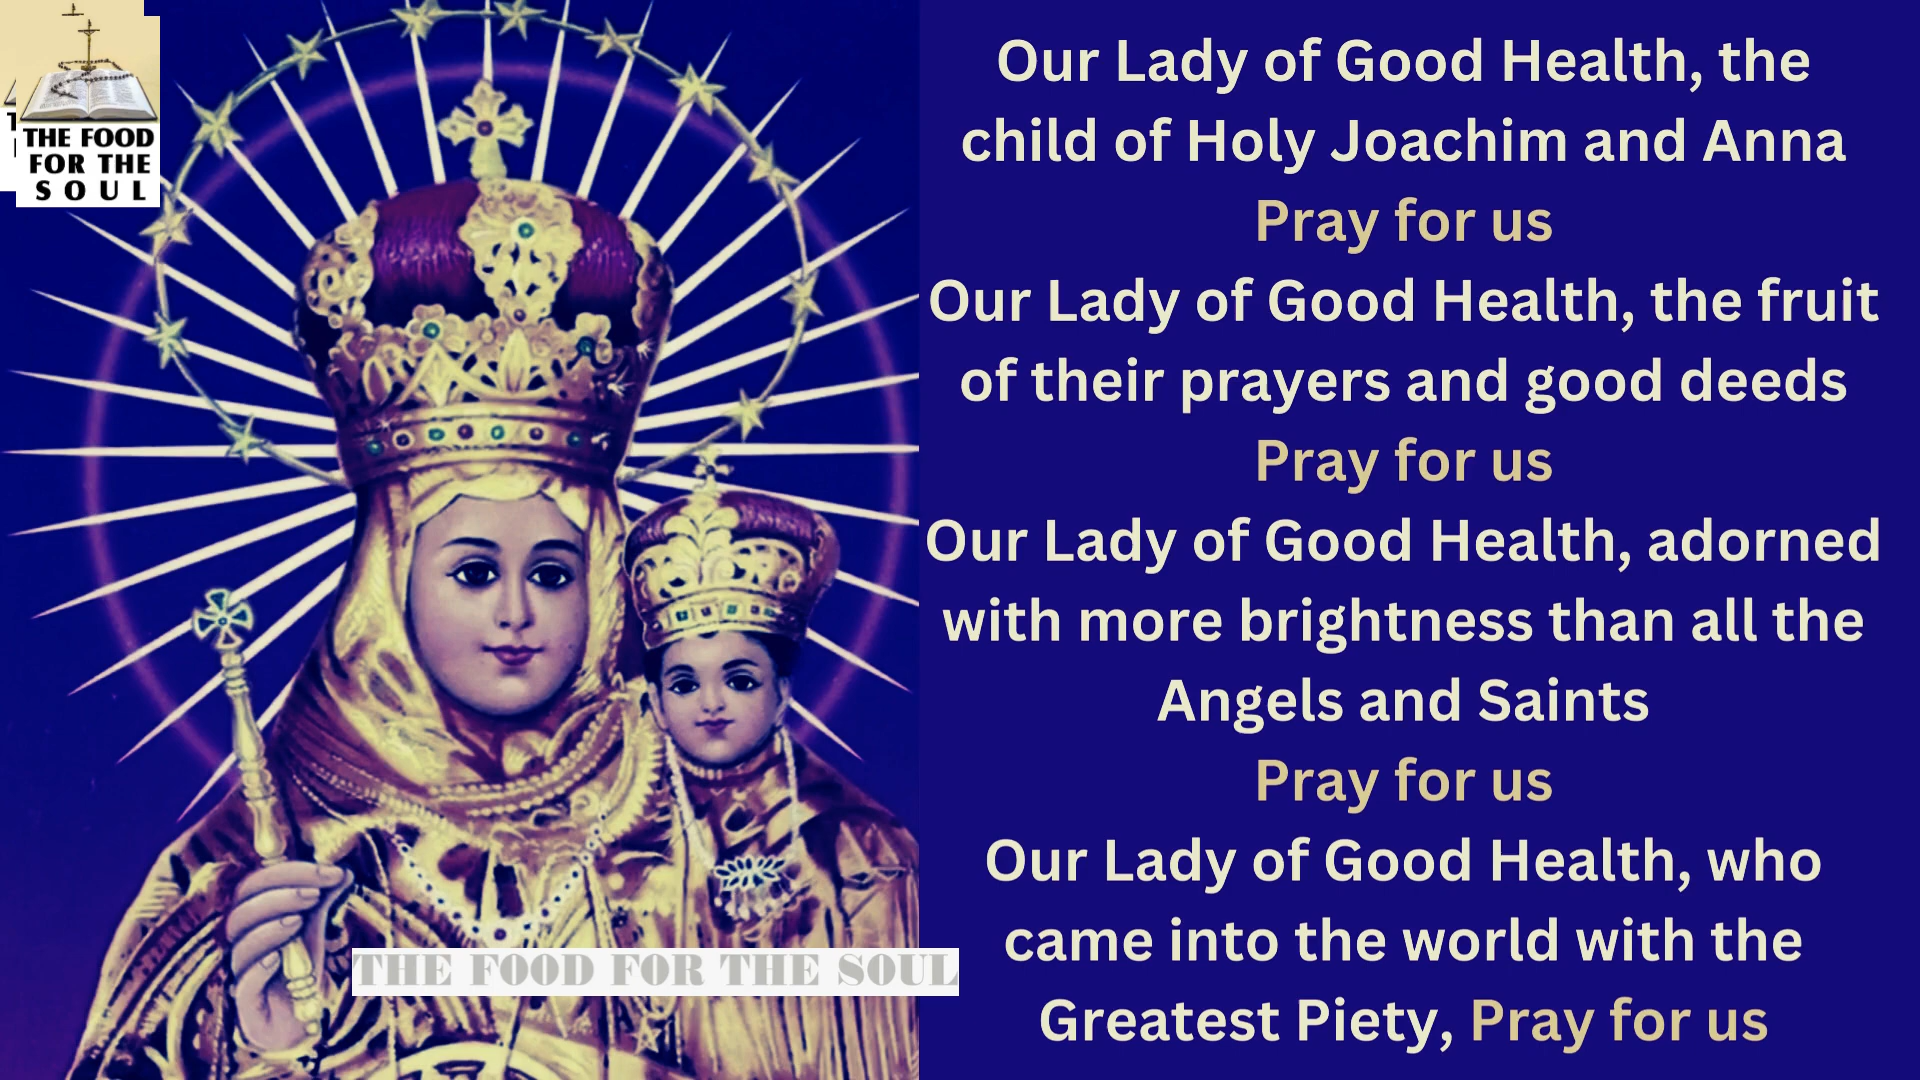 THE FOOD
FOR THE
SOUL
Our Lady of Good Health, the
child of Holy Joachim and Anna
Pray for us
Our Lady of Good Health, the fruit
of their prayers and good deeds
Pray for us
Our Lady of Good Health, adorned
with more brightness than all the
Angels and Saints
Pray for us
Our Lady of Good Health, who
came into the world with the
Greatest Piety, Pray for us
THE FOOD FOR THE SOUL